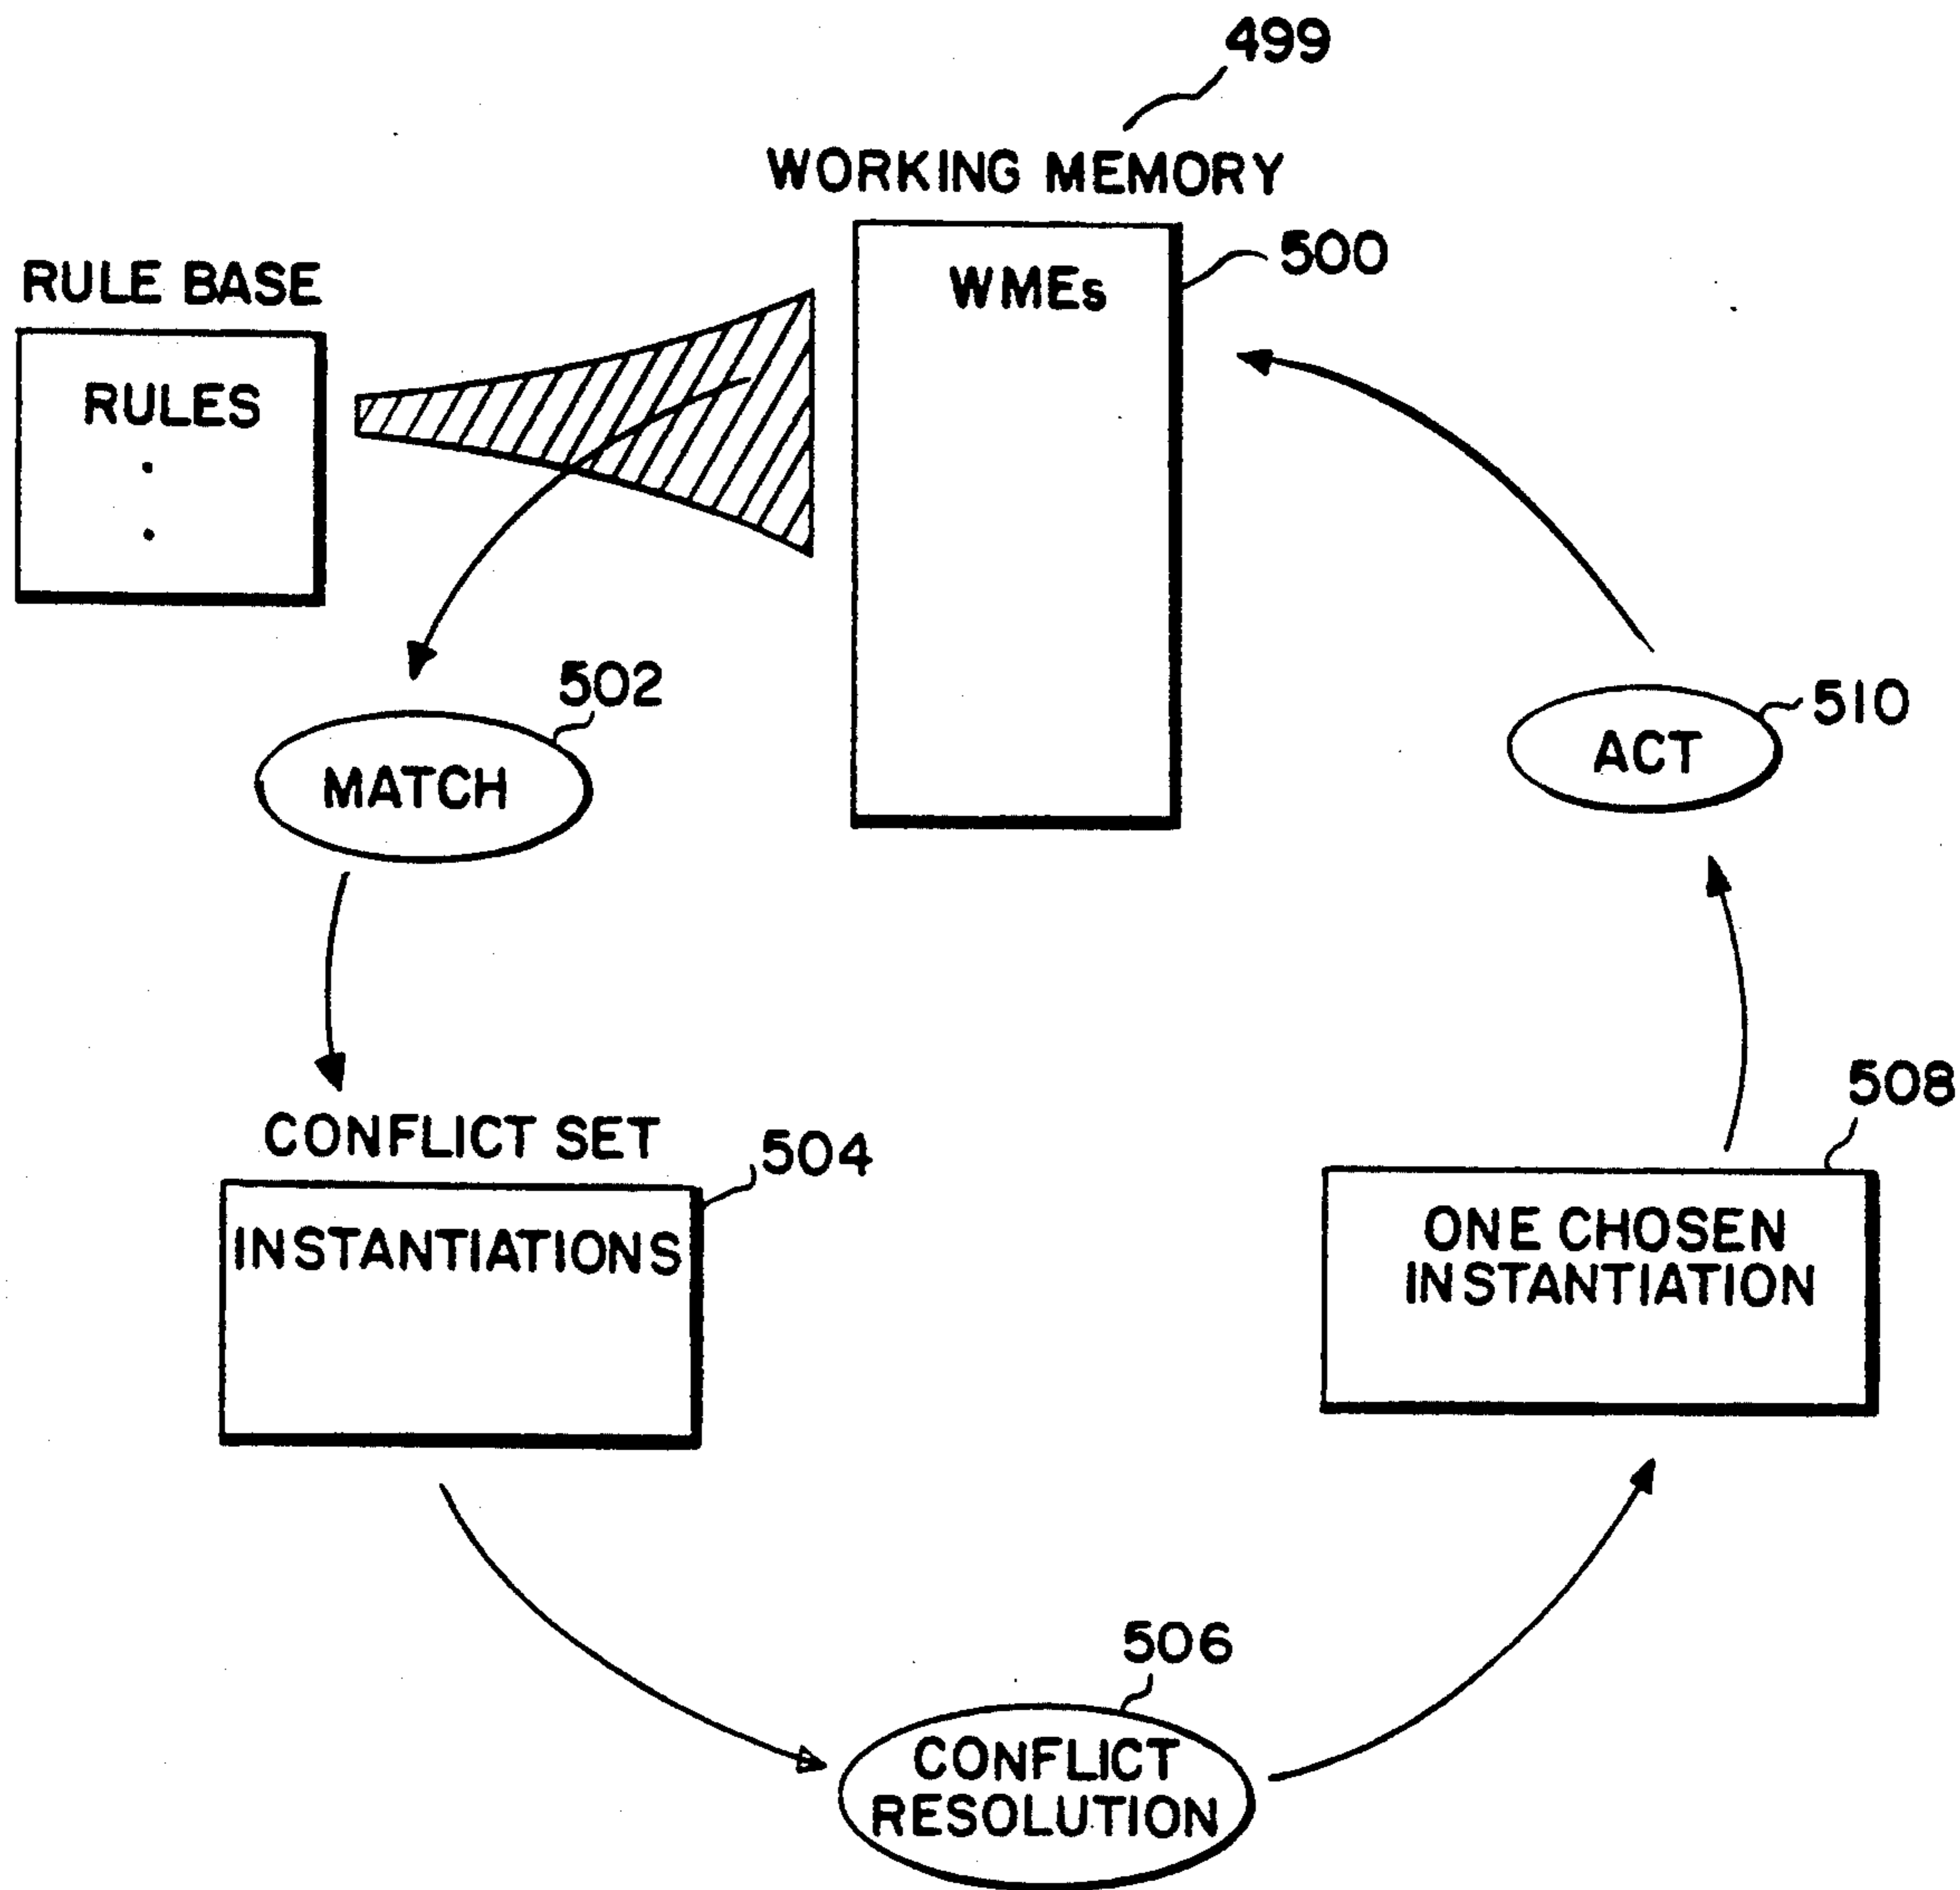 499
WORKING MEMORY
WMEs
500
RULE BASE
RULES
502
MATCH
510
ACT
CONFLICT SET
504
INSTANTIATIONS
508
ONE CHOSEN
INSTANTIATION
506
CONFLICT
RESOLUTION